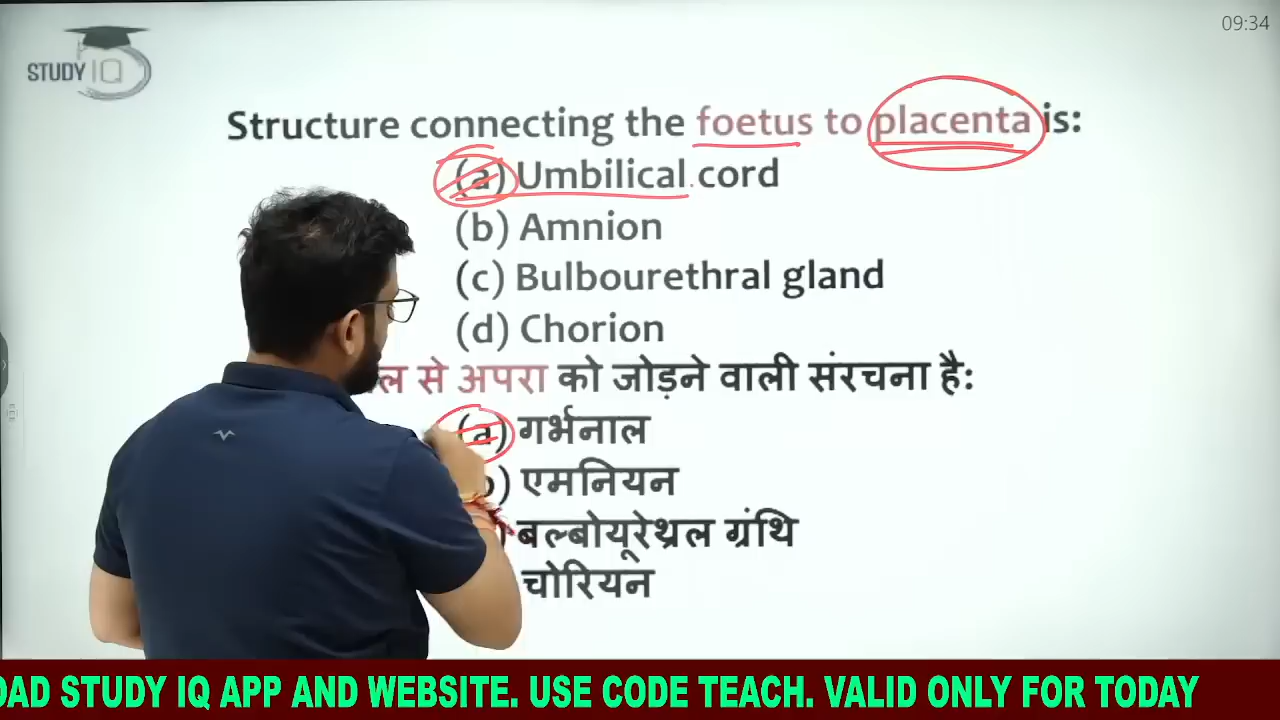 09:34
STUDY IQ
Structure connecting the foetus to placenta is:
(a) Umbilical cord
(b) Amnion
(c) Bulbourethral gland
(d) Chorion
से अपरा को जोड़ने वाली संरचना है:
(a) गर्भनाल
एमनियन
बल्बोयूरेथ्रल ग्रंथि
चोरियन
STUDY IQ APP AND WEBSITE. USE CODE TEACH. VALID ONLY FOR TODAY